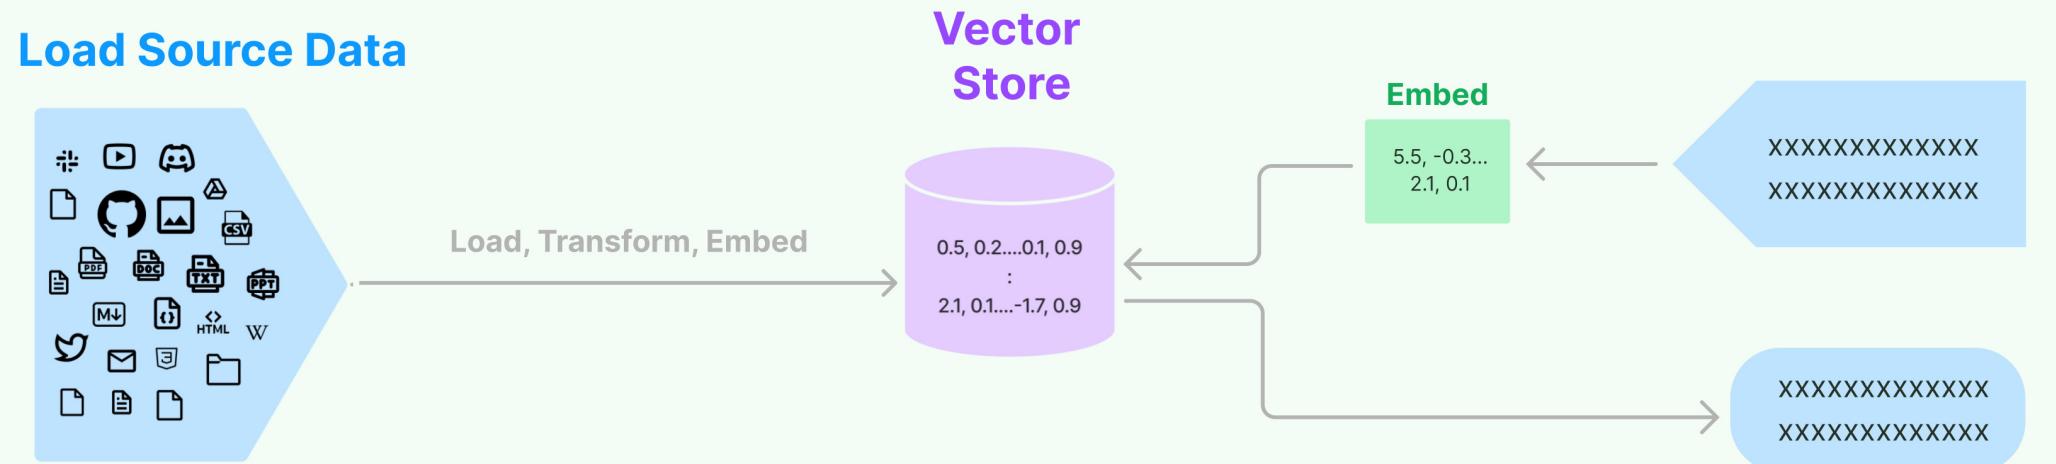 Load Source Data
CSV
PDF
DOC
TXT
PPT
M
HTML
W
3
Load, Transform, Embed
Vector
Store
0.5, 0.2....0.1, 0.9
:
2.1, 0.1....-1.7, 0.9
Embed
5.5, -0.3...
2.1, 0.1
XXXXXXXXXXXXX
XXXXXXXXXXXXX
XXXXXXXXXXXXX
XXXXXXXXXXXXX